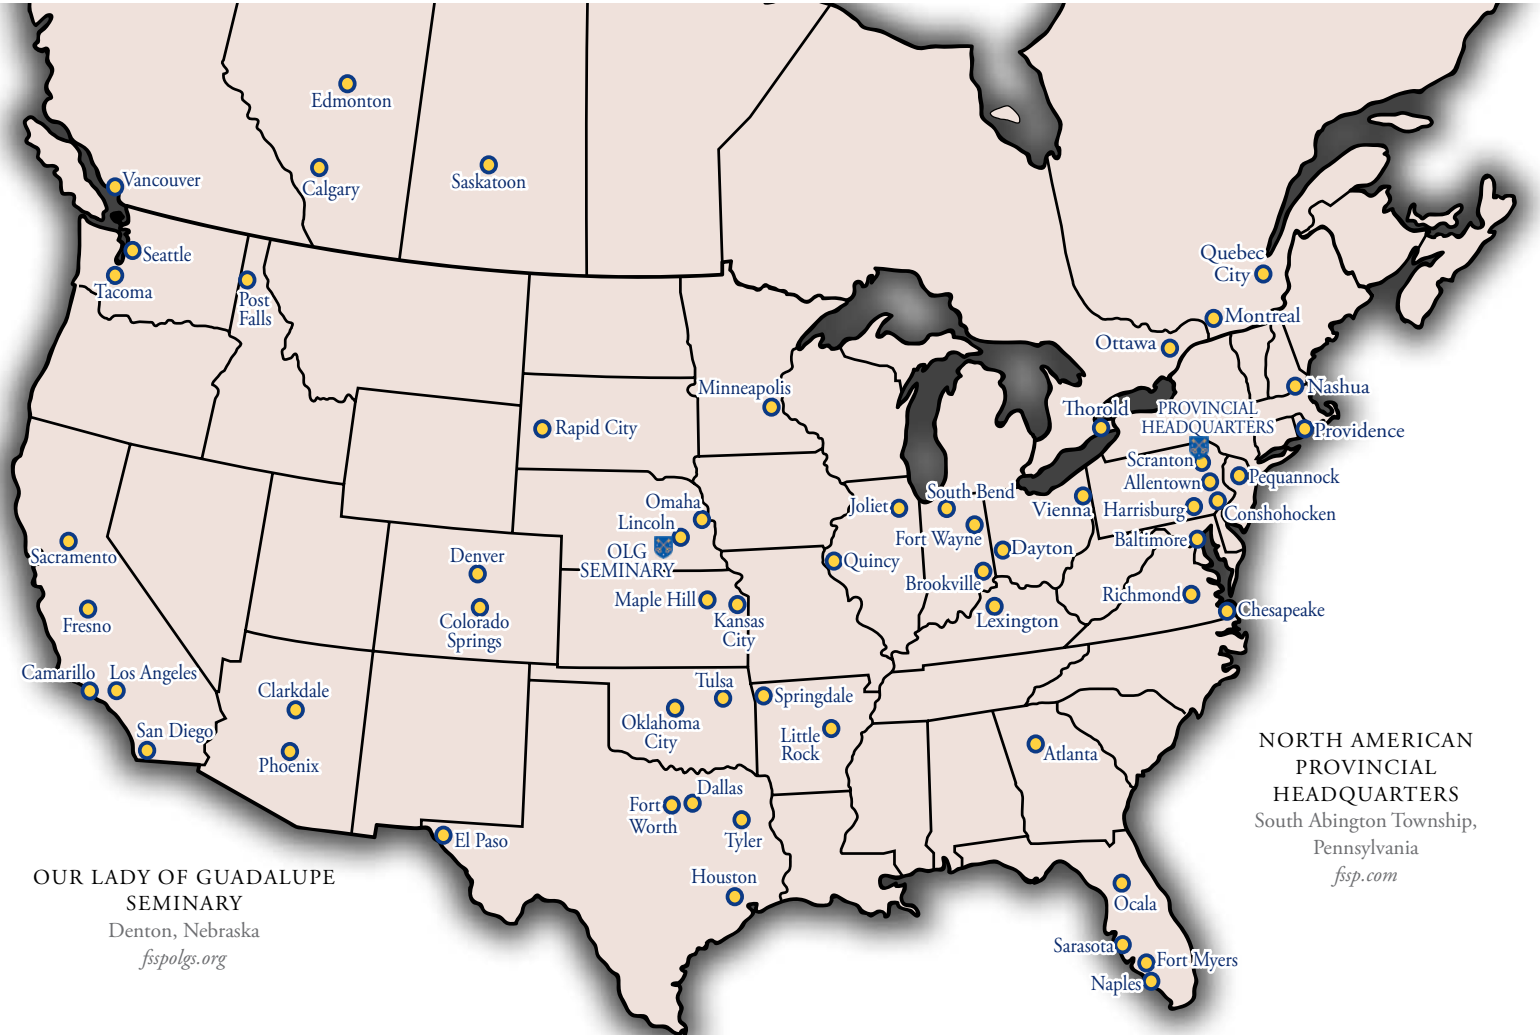 Edmonton
Calgary
Saskatoon
Vancouver
Seattle
Tacoma
Post
Falls
Quebec
City
Montreal
Ottawa
Minneapolis
Nashua
Thorold
PROVINCIAL
HEADQUARTERS
Providence
Rapid City
Scranton
Allentown
Pequannock
Harrisburg
Conshohocken
Vienna
Baltimore
South Bend
Joliet
Fort Wayne
Dayton
Quincy
Brookville
Omaha
Lincoln
OLG
SEMINARY
Sacramento
Denver
Fresno
Colorado
Springs
Maple Hill
Kansas
City
Lexington
Richmond
Chesapeake
Camarillo
Los Angeles
San Diego
Clarkdale
Phoenix
Tulsa
Springdale
Oklahoma
City
Little
Rock
Atlanta
Dallas
Fort
Worth
Tyler
El Paso
Houston
Ocala
Sarasota
Fort Myers
Naples
NORTH AMERICAN
PROVINCIAL
HEADQUARTERS
South Abington Township,
Pennsylvania
fssp.com
OUR LADY OF GUADALUPE
SEMINARY
Denton, Nebraska
fsspolgs.org